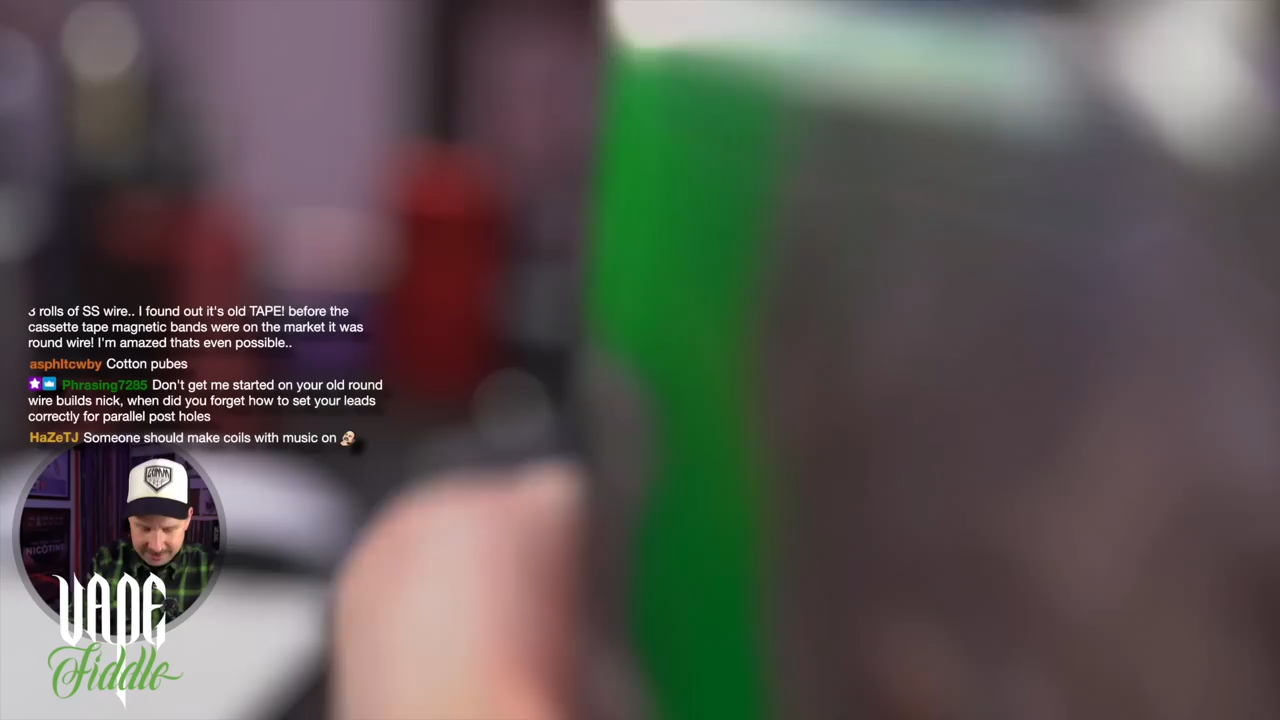 3 rolls of SS wire.. I found out it's old TAPE! before the
cassette tape magnetic bands were on the market it was
round wire! I'm amazed thats even possible..
asphltcwby Cotton pubes
Phrasing7285 Don't get me started on your old round
wire builds nick, when did you forget how to set your leads
correctly for parallel post holes
HaZeTJ Someone should make coils with music on
NICOTINE
VAPE
Fiddle